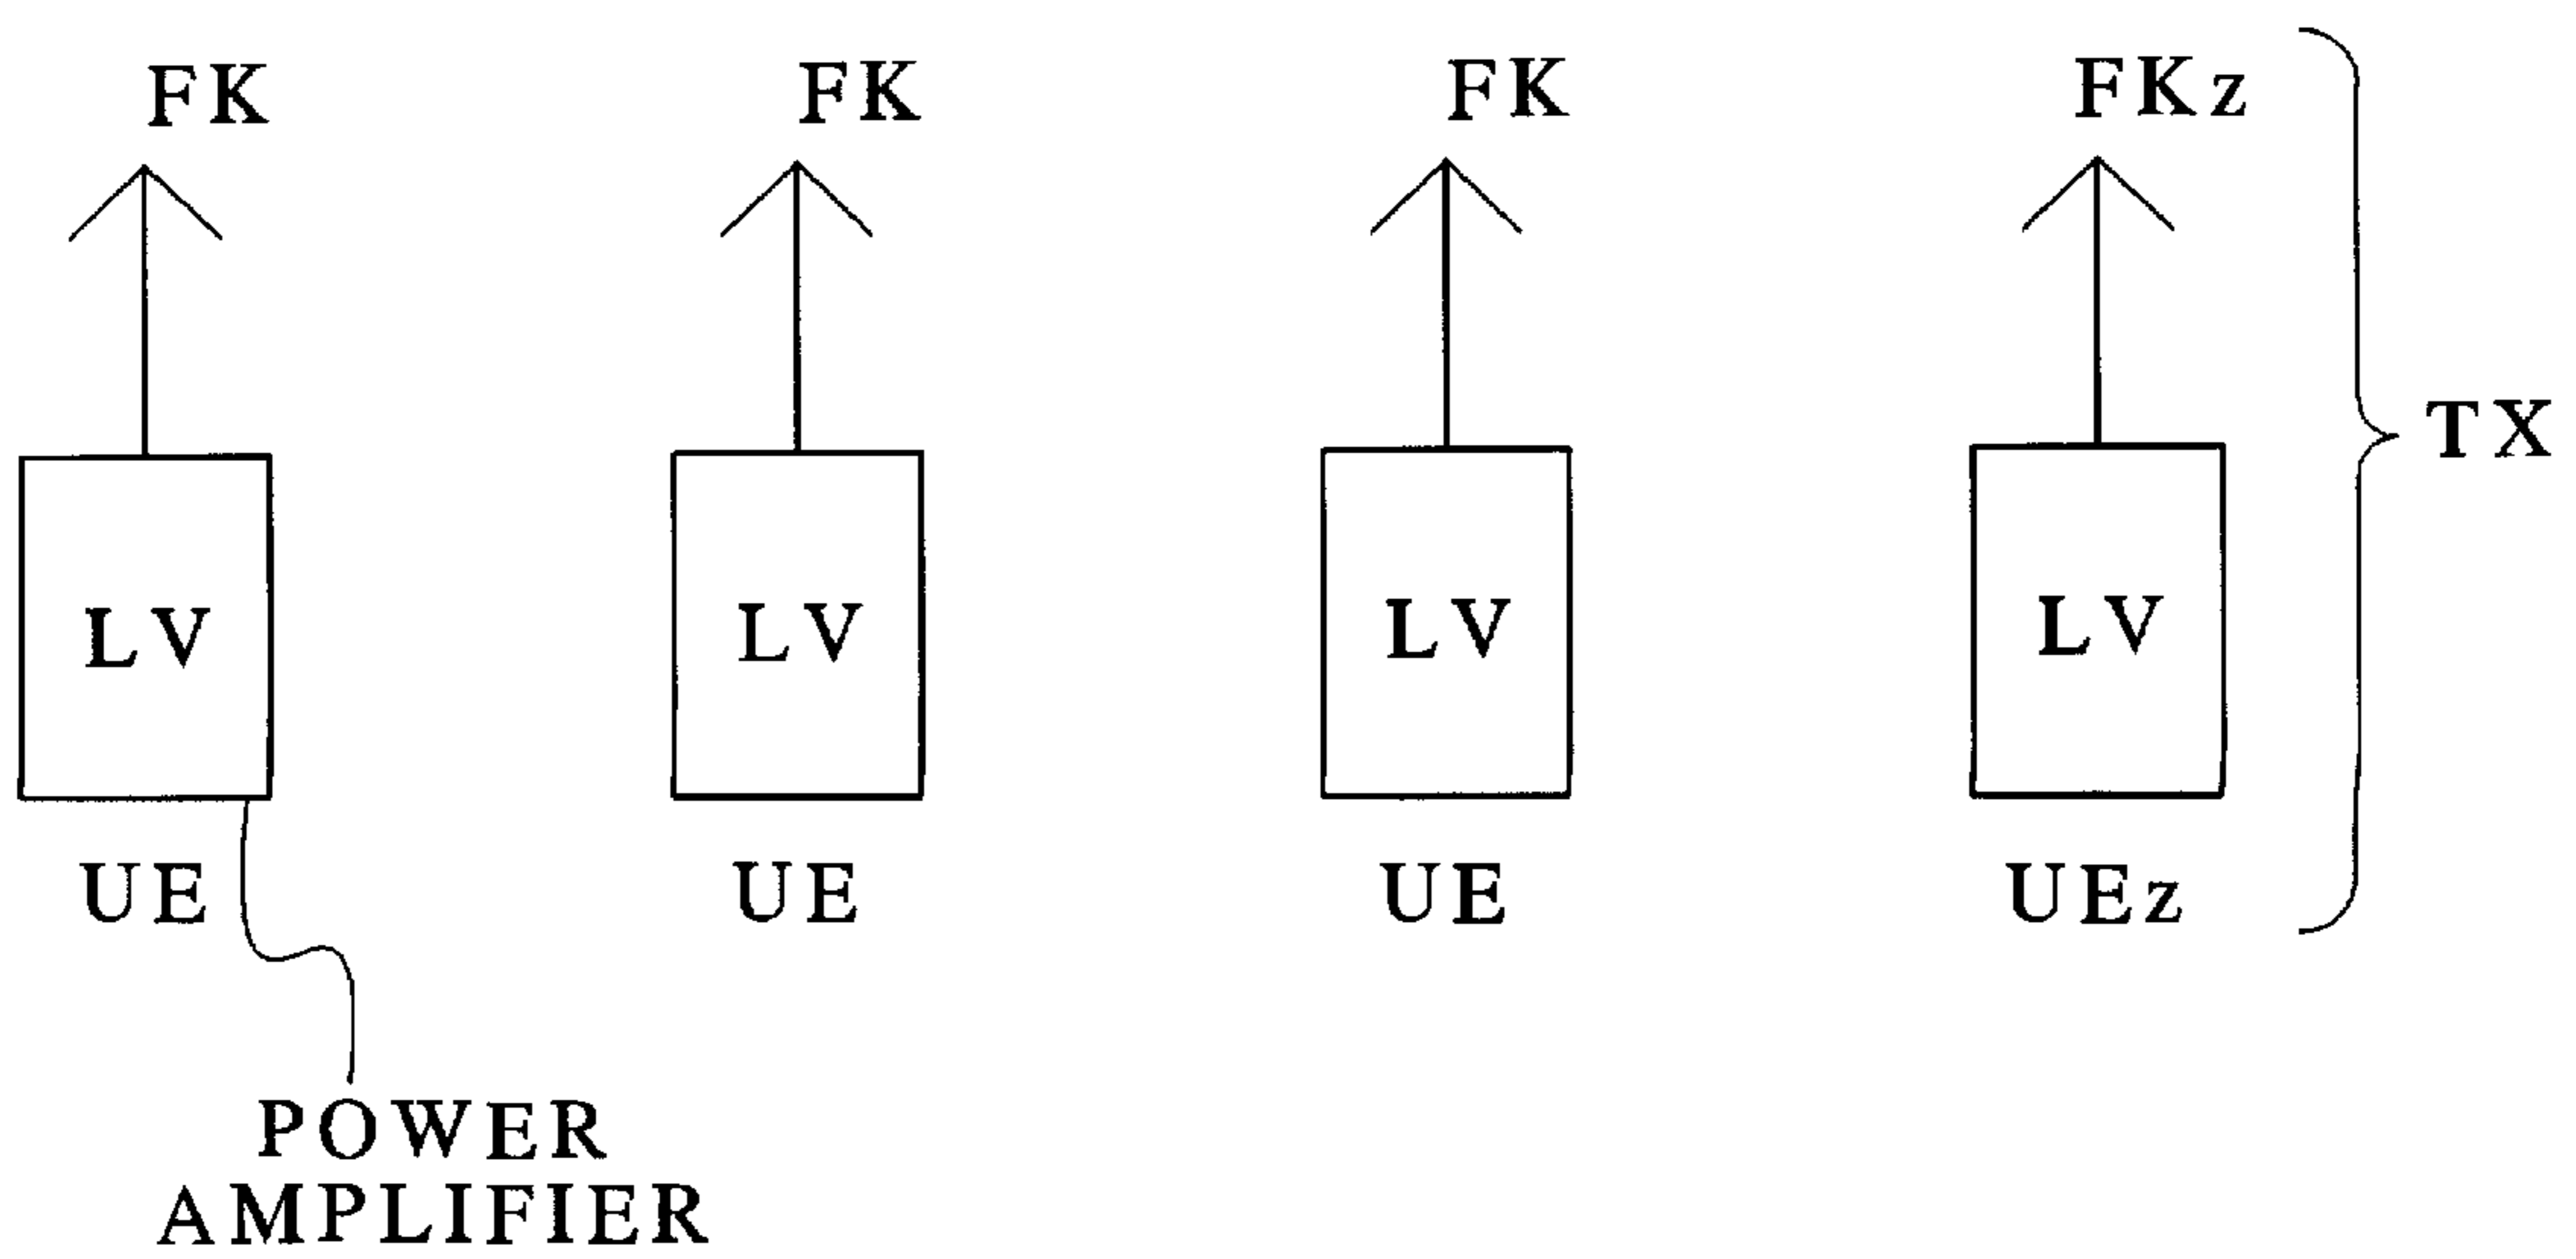 FK FK FK FKz
TX
LV LV LV LV
UE UE UE UEz
POWER
AMPLIFIER